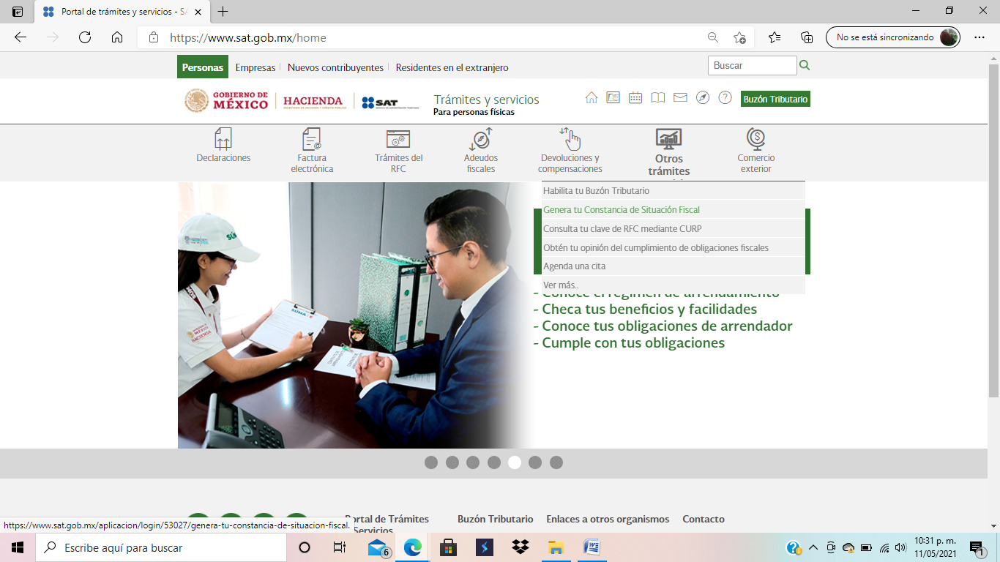 Portal de trámites y servicios - SA
https://www.sat.gob.mx/home
No se está sincronizando
Personas
Empresas
Nuevos contribuyentes
Residentes en el extranjero
Buscar
GOBIERNO DE
MÉXICO
HACIENDA
SAT
Trámites y servicios
Para personas físicas
Buzón Tributario
Declaraciones
Factura
electrónica
Trámites del
RFC
Adeudos
fiscales
Devoluciones y
compensaciones
Otros
trámites
Comercio
exterior
Habilita tu Buzón Tributario
Genera tu Constancia de Situación Fiscal
Consulta tu clave de RFC mediante CURP
Obtén tu opinión del cumplimiento de obligaciones fiscales
Agenda una cita
Ver más..
- Conoce el régimen de arrendamiento
- Checa tus beneficios y facilidades
- Conoce tus obligaciones de arrendador
- Cumple con tus obligaciones
SUMA
MÉXICO
HACIENDA
Portal de Trámites
Servicios
Buzón Tributario
Enlaces a otros organismos
Contacto
https://www.sat.gob.mx/aplicacion/login/53027/genera-tu-constancia-de-situacion-fiscal.
Escribe aquí para buscar
6
10:31 p. m.
11/05/2021
1